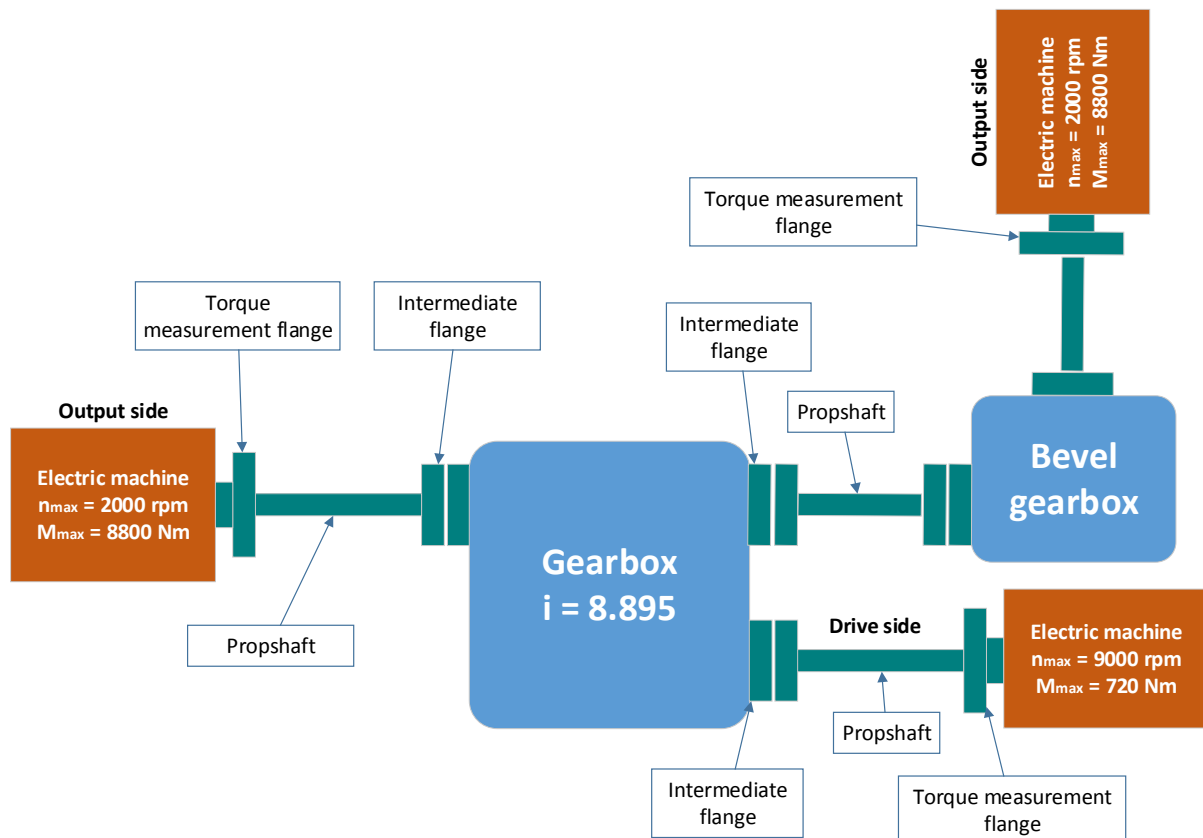 Output side
Electric machine
nmax = 2000 rpm
Mmax = 8800 Nm
Torque measurement
flange
Torque
measurement flange
Intermediate
flange
Intermediate
flange
Propshaft
Output side
Electric machine
nmax = 2000 rpm
Mmax = 8800 Nm
Gearbox
i = 8.895
Bevel
gearbox
Propshaft
Drive side
Electric machine
nmax = 9000 rpm
Mmax = 720 Nm
Propshaft
Intermediate
flange
Torque measurement
flange